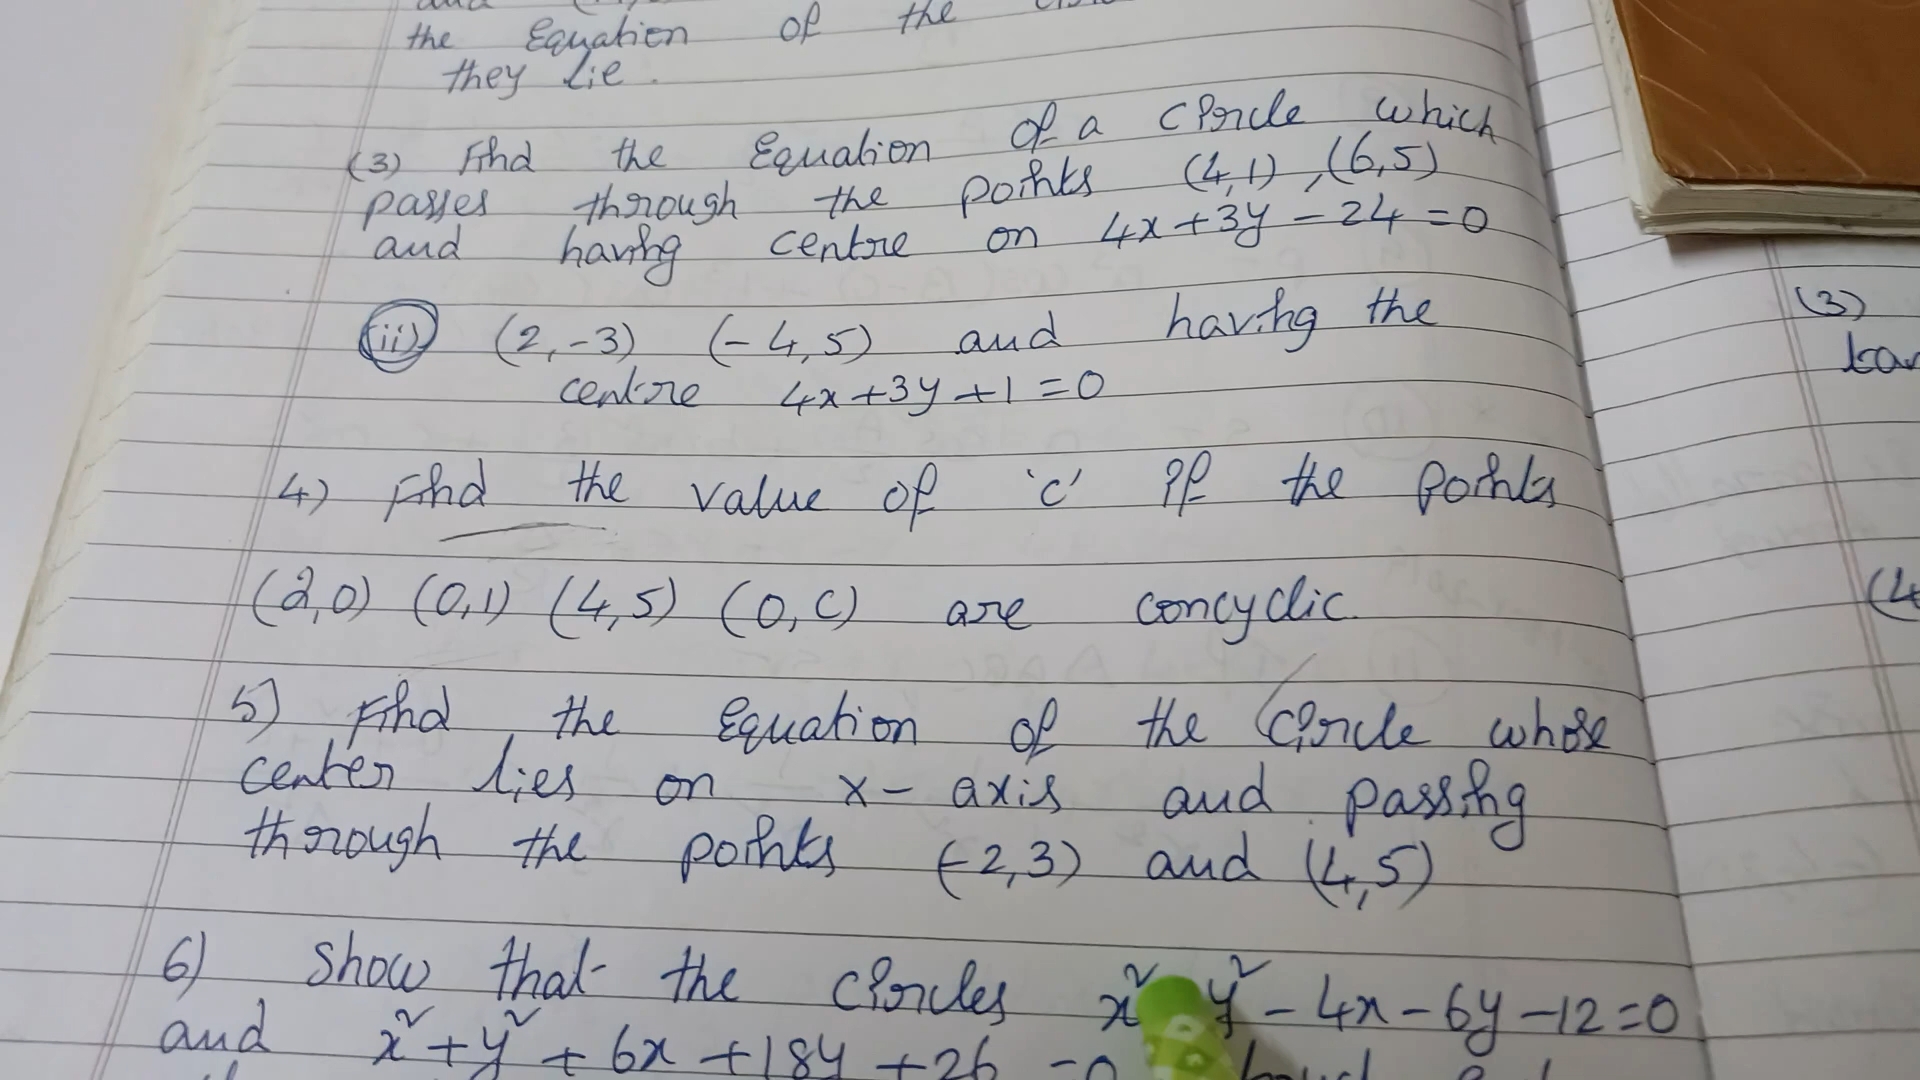 the Equation of the
they lie.
(3) Find the Equation of a circle which
passes through the points (4,1), (6,5)
and having centre on 4x+3y-24=0
(ii) (2,-3) (-4,5) and having the
centre 4x+3y+1=0
4) Find the value of 'c' if the points
(2,0) (0,1) (4,5) (0,C) are concyclic.
5) Find the Equation of the circle whose
center lies on x-axis and passing
through the points (-2,3) and (4,5)
6) Show that the circles x² y² - 4x - 6y - 12 = 0
and x² + y² + 6x + 18y + 26 = 0
(3)